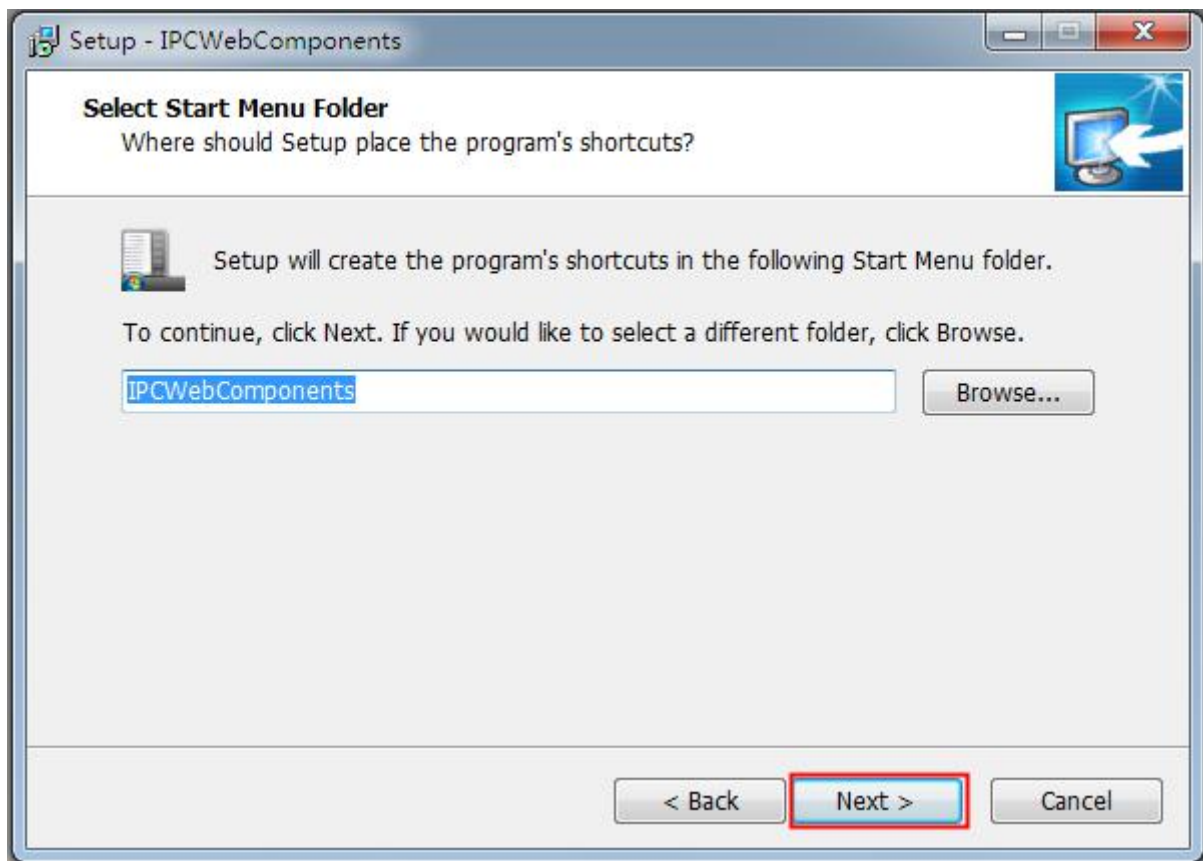 Setup - IPCWebComponents
Select Start Menu Folder
Where should Setup place the program's shortcuts?
Setup will create the program's shortcuts in the following Start Menu folder.
To continue, click Next. If you would like to select a different folder, click Browse.
IPCWebComponents
Browse...
< Back
Next >
Cancel